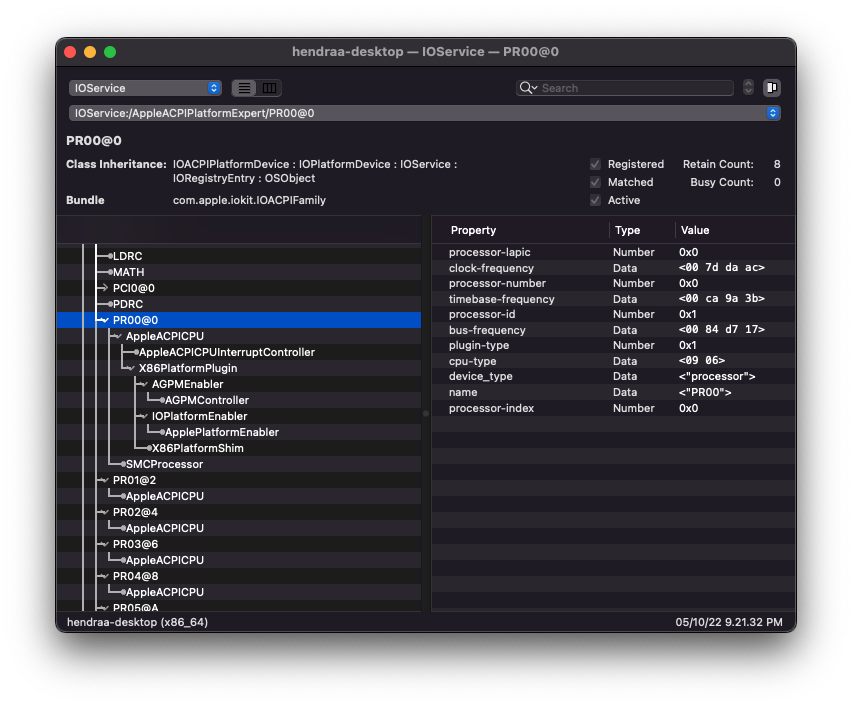 hendraa-desktop — IOService — PR00@0
IOService
Search
IOService:/AppleACPIPlatformExpert/PR00@0
PR00@0
Class Inheritance: IOACPIPlatformDevice : IOPlatformDevice : IOService :
IORegistryEntry : OSObject
Bundle com.apple.iokit.IOACPIFamily
Registered Retain Count: 8
Matched Busy Count: 0
Active
LDRC
MATH
PCI0@0
PDRC
PR00@0
AppleACPICPU
AppleACPICPUInterruptController
X86PlatformPlugin
AGPMEnabler
AGPMController
IOPlatformEnabler
ApplePlatformEnabler
X86PlatformShim
SMCProcessor
PR01@2
AppleACPICPU
PR02@4
AppleACPICPU
PR03@6
AppleACPICPU
PR04@8
AppleACPICPU
PR05@A
Property Type Value
processor-lapic Number 0x0
clock-frequency Data <00 7d da ac>
processor-number Number 0x0
timebase-frequency Data <00 ca 9a 3b>
processor-id Number 0x1
bus-frequency Data <00 84 d7 17>
plugin-type Number 0x1
cpu-type Data <09 06>
device_type Data <"processor">
name Data <"PR00">
processor-index Number 0x0
hendraa-desktop (x86_64)
05/10/22 9.21.32 PM